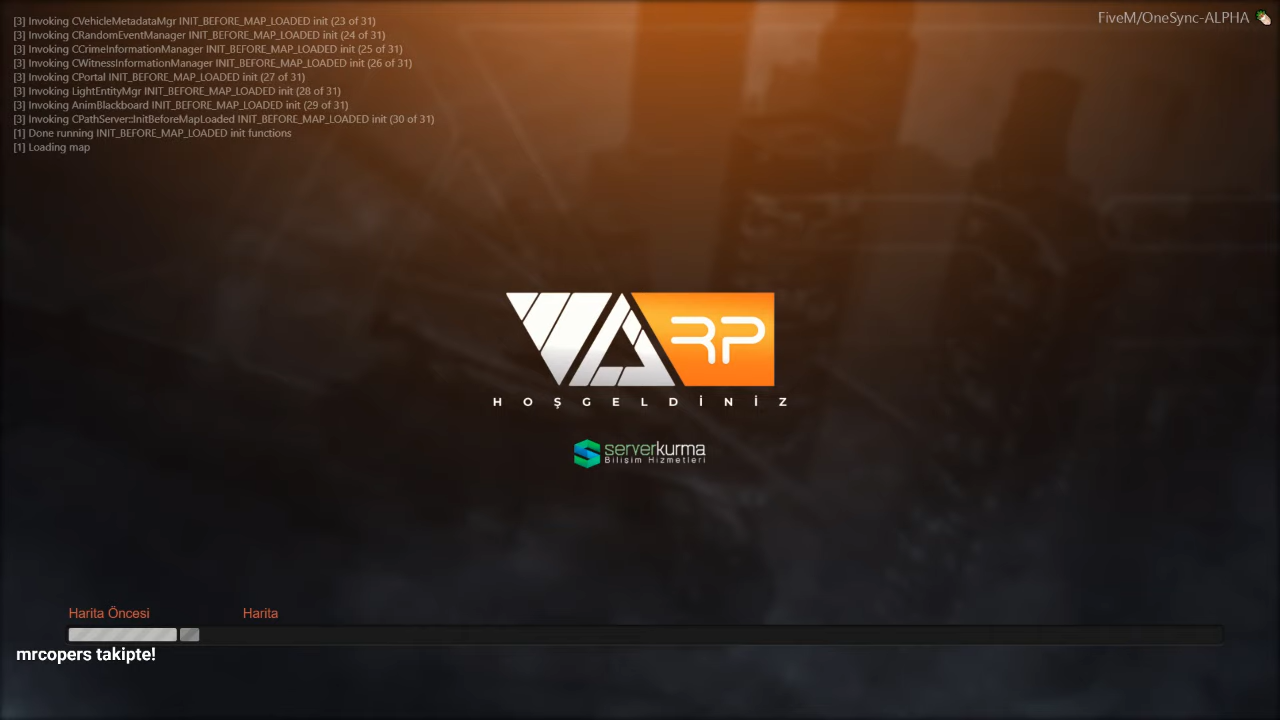 [3] Invoking CVehicleMetadataMgr INIT_BEFORE_MAP_LOADED init (23 of 31)
[3] Invoking CRandomEventManager INIT_BEFORE_MAP_LOADED init (24 of 31)
[3] Invoking CCrimeInformationManager INIT_BEFORE_MAP_LOADED init (25 of 31)
[3] Invoking CWitnessInformationManager INIT_BEFORE_MAP_LOADED init (26 of 31)
[3] Invoking CPortal INIT_BEFORE_MAP_LOADED init (27 of 31)
[3] Invoking LightEntityMgr INIT_BEFORE_MAP_LOADED init (28 of 31)
[3] Invoking AnimBlackboard INIT_BEFORE_MAP_LOADED init (29 of 31)
[3] Invoking CPathServer::InitBeforeMapLoaded INIT_BEFORE_MAP_LOADED init (30 of 31)
[1] Done running INIT_BEFORE_MAP_LOADED init functions
[1] Loading map
FiveM/OneSync-ALPHA
VARP
HOŞGELDİNİZ
serverkurma
Bilişim Hizmetleri
Harita Öncesi
Harita
mrcopers takipte!